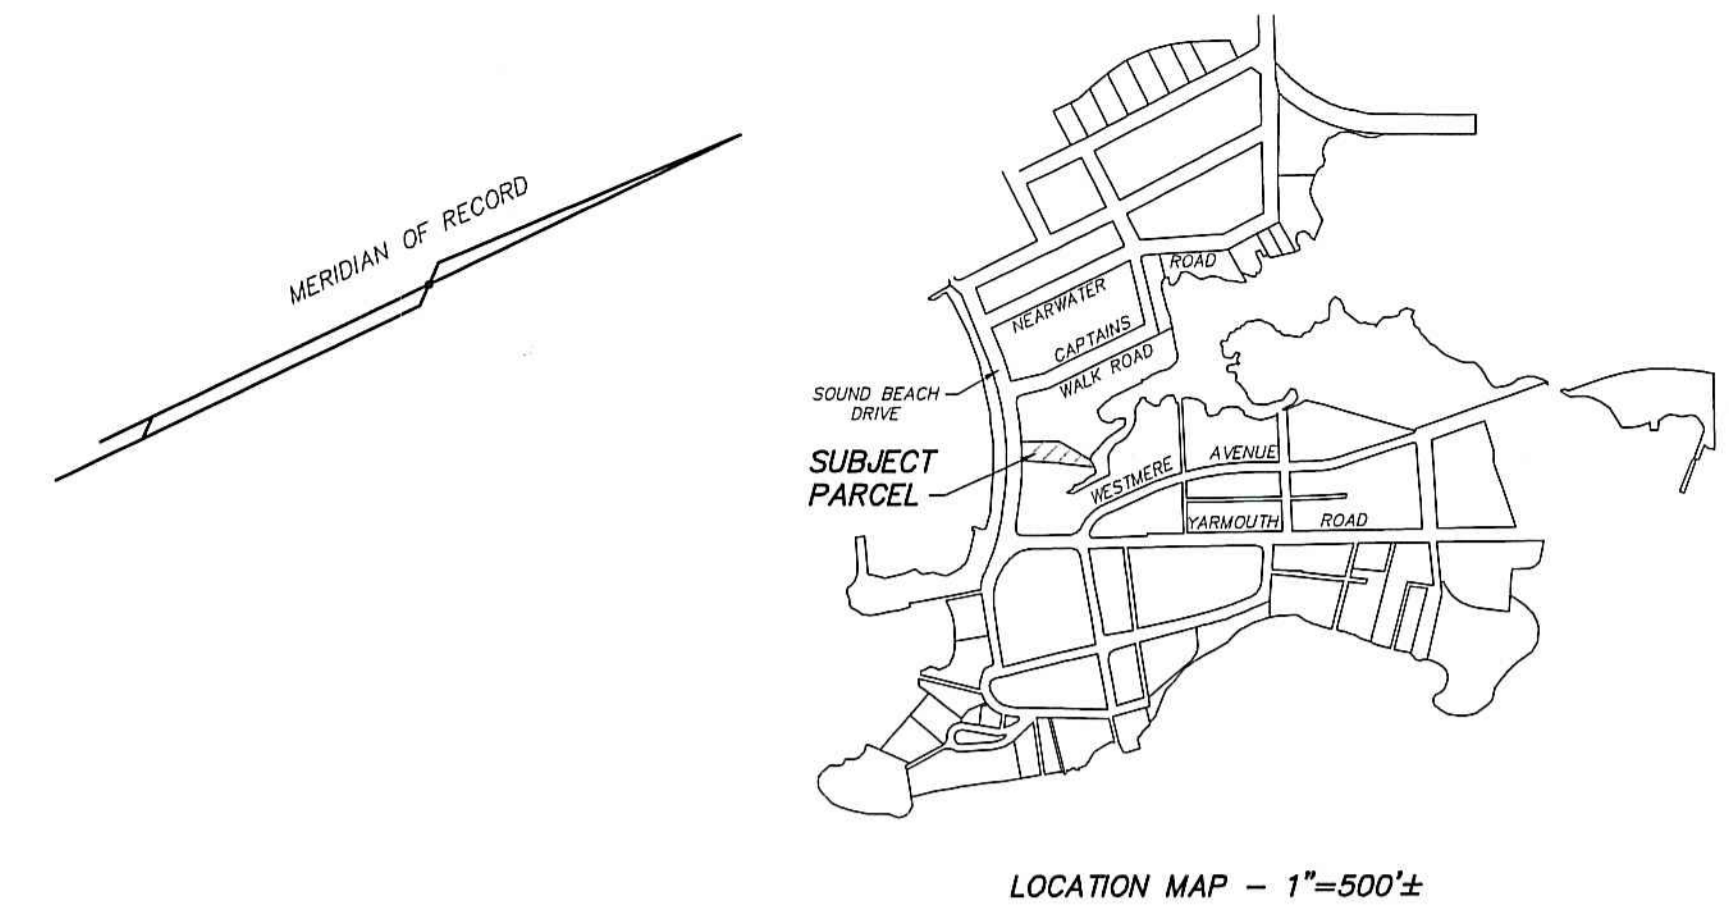 MERIDIAN OF RECORD
ROAD
NEARWATER
CAPTAINS
WALK ROAD
SOUND BEACH
DRIVE
SUBJECT
PARCEL
WESTMERE AVENUE
YARMOUTH ROAD
LOCATION MAP - 1"=500'±